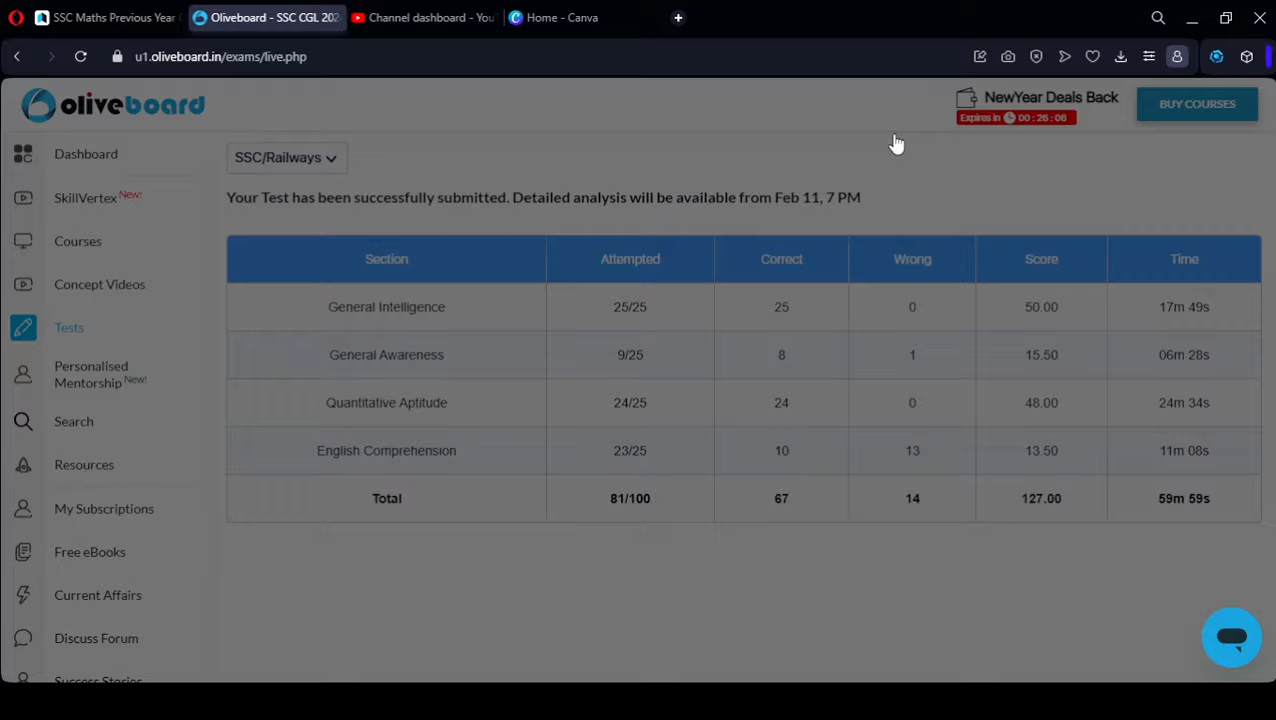 SSC Maths Previous Year
Oliveboard - SSC CGL 202
Channel dashboard - You
Home - Canva
u1.oliveboard.in/exams/live.php
oliveboard
NewYear Deals Back
Expires in 00 : 26 : 06
BUY COURSES
Dashboard
SkillVertex New!
Courses
Concept Videos
Tests
Personalised
Mentorship New!
Search
Resources
My Subscriptions
Free eBooks
Current Affairs
Discuss Forum
Success Stories
SSC/Railways
Your Test has been successfully submitted. Detailed analysis will be available from Feb 11, 7 PM
Section Attempted Correct Wrong Score Time
General Intelligence 25/25 25 0 50.00 17m 49s
General Awareness 9/25 8 1 15.50 06m 28s
Quantitative Aptitude 24/25 24 0 48.00 24m 34s
English Comprehension 23/25 10 13 13.50 11m 08s
Total 81/100 67 14 127.00 59m 59s